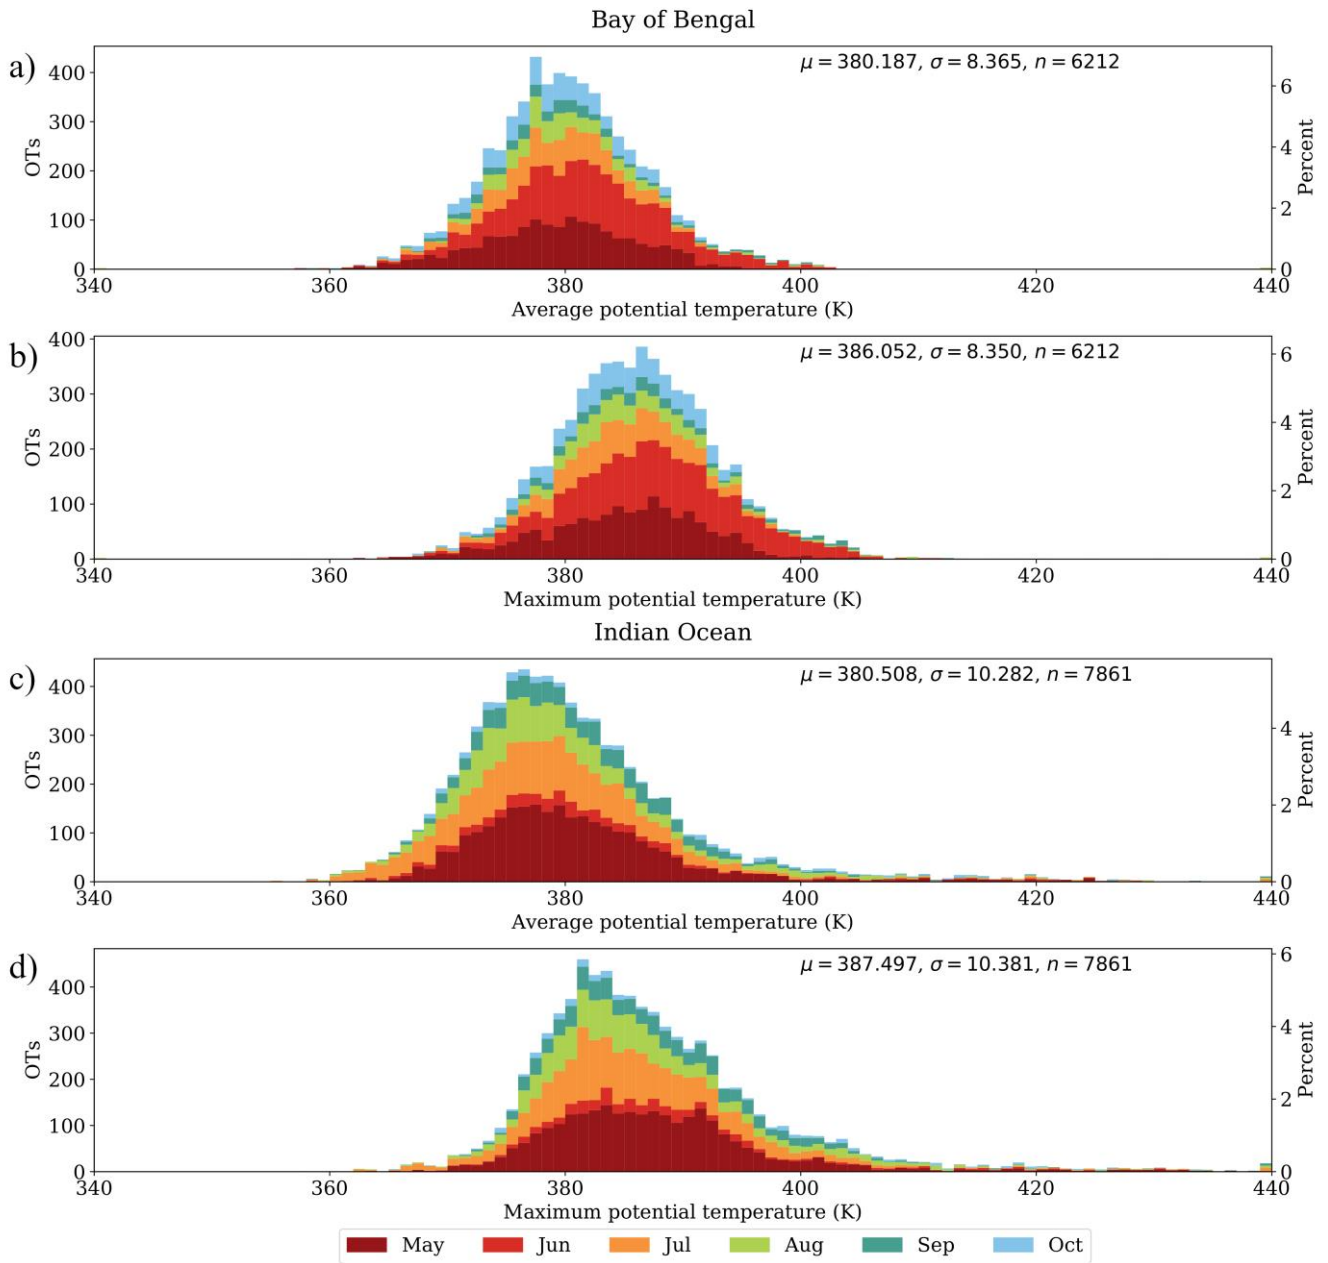 Bay of Bengal
a)
μ = 380.187, σ = 8.365, n = 6212
400
300
200
100
0
OTs
6
4
2
0
Percent
340 360 380 400 420 440
Average potential temperature (K)
b)
μ = 386.052, σ = 8.350, n = 6212
400
300
200
100
0
OTs
6
4
2
0
Percent
340 360 380 400 420 440
Maximum potential temperature (K)
Indian Ocean
c)
μ = 380.508, σ = 10.282, n = 7861
400
300
200
100
0
OTs
4
2
0
Percent
340 360 380 400 420 440
Average potential temperature (K)
d)
μ = 387.497, σ = 10.381, n = 7861
400
300
200
100
0
OTs
6
4
2
0
Percent
340 360 380 400 420 440
Maximum potential temperature (K)
May Jun Jul Aug Sep Oct